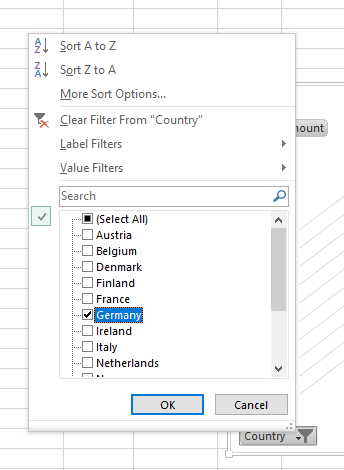 Sort A to Z
Sort Z to A
More Sort Options...
Clear Filter From "Country"
Label Filters
Value Filters
mount
Search
(Select All)
Austria
Belgium
Denmark
Finland
France
Germany
Ireland
Italy
Netherlands
OK
Cancel
Country